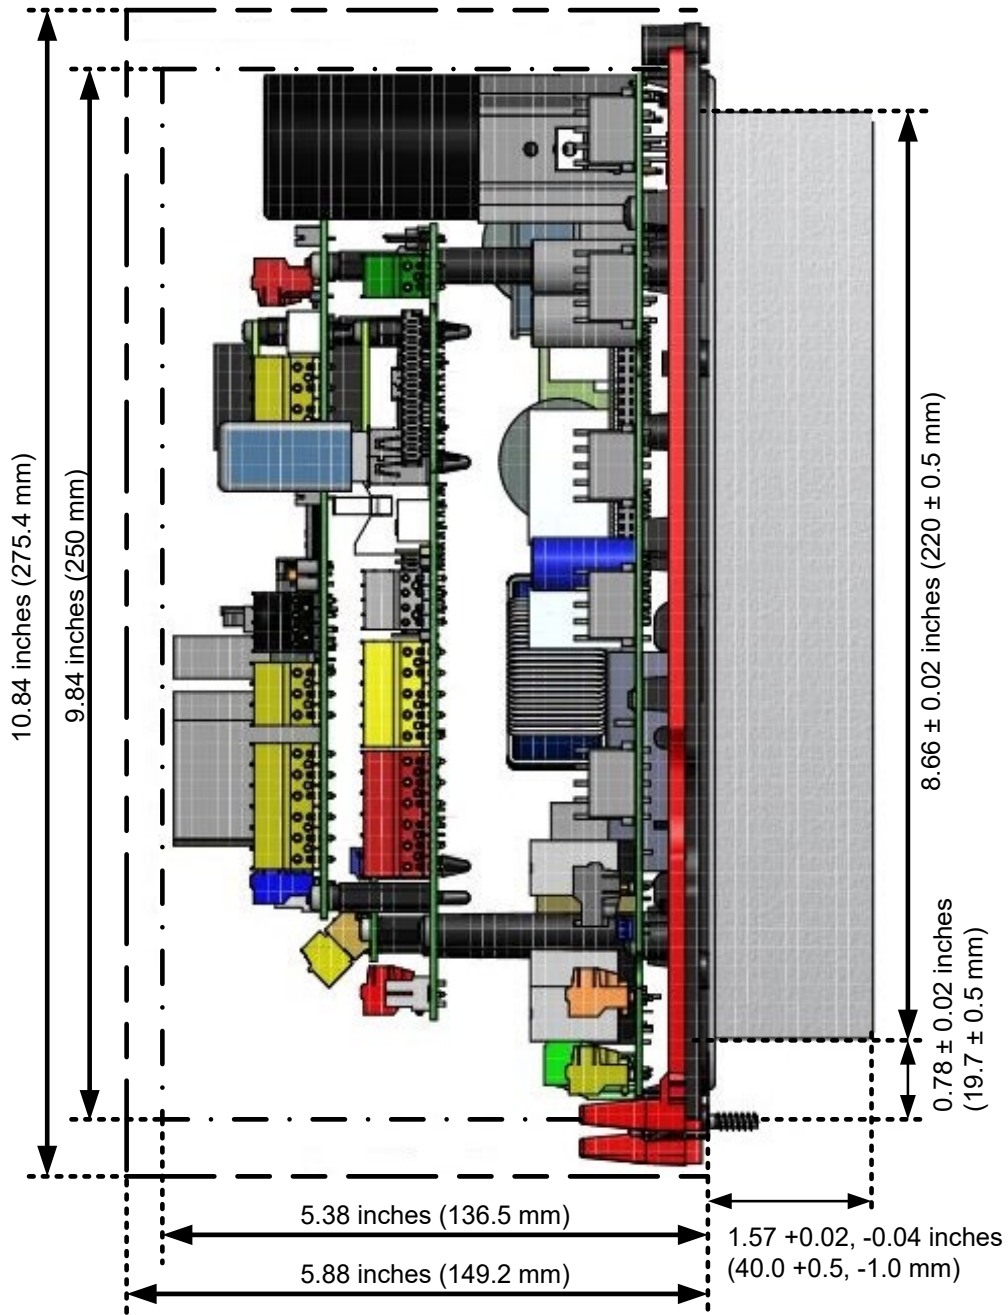 10.84 inches (275.4 mm)
9.84 inches (250 mm)
8.66 ± 0.02 inches (220 ± 0.5 mm)
0.78 ± 0.02 inches
(19.7 ± 0.5 mm)
5.38 inches (136.5 mm)
5.88 inches (149.2 mm)
1.57 +0.02, -0.04 inches
(40.0 +0.5, -1.0 mm)